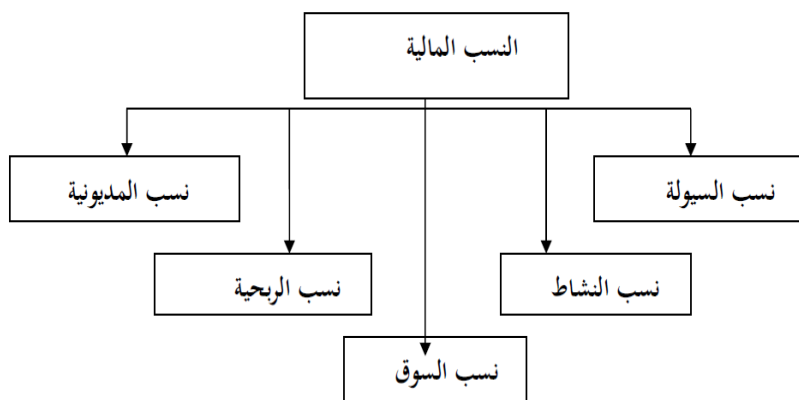 النسب المالية
نسب السيولة
نسب المديونية
نسب النشاط
نسب الربحية
نسب السوق